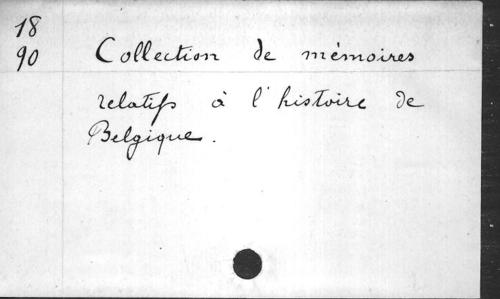 18
90
Collection de mémoires
relatifs à l'histoire de
Belgique.